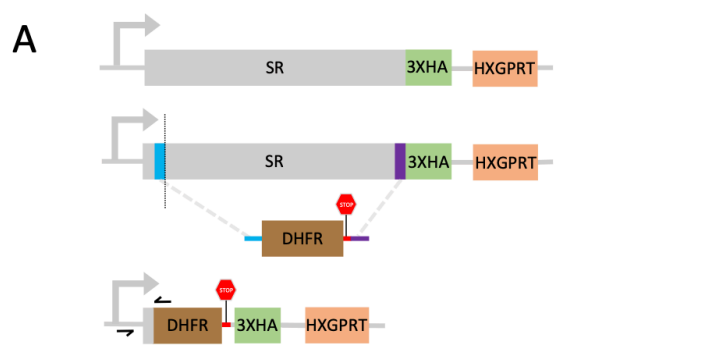 A
SR 3XHA HXGPRT
SR 3XHA HXGPRT
STOP
DHFR
STOP
DHFR 3XHA HXGPRT